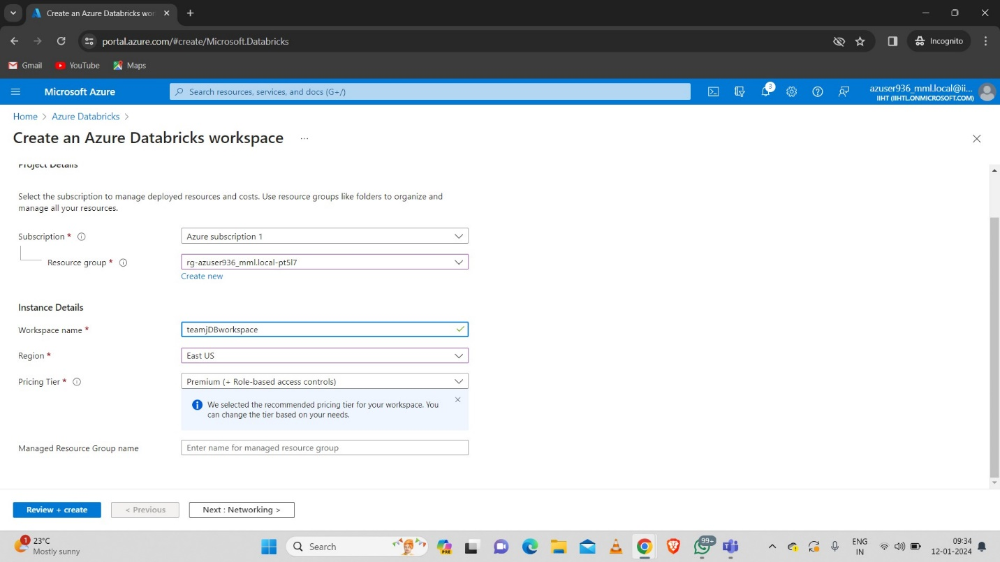 Create an Azure Databricks wor
portal.azure.com/#create/Microsoft.Databricks
Incognito
Gmail
YouTube
Maps
Microsoft Azure
Search resources, services, and docs (G+/)
3
azuser936_mml.local@ii...
IIHT (IIHTL.ONMICROSOFT.COM)
Home > Azure Databricks >
Create an Azure Databricks workspace ...
Project Details
Select the subscription to manage deployed resources and costs. Use resource groups like folders to organize and
manage all your resources.
Subscription *
Azure subscription 1
Resource group *
rg-azuser936_mml.local-pt5l7
Create new
Instance Details
Workspace name *
teamjDBworkspace
Region *
East US
Pricing Tier *
Premium (+ Role-based access controls)
We selected the recommended pricing tier for your workspace. You
can change the tier based on your needs.
Managed Resource Group name
Enter name for managed resource group
Review + create
< Previous
Next : Networking >
1
23°C
Mostly sunny
Search
PRE
99+
ENG
IN
09:34
12-01-2024